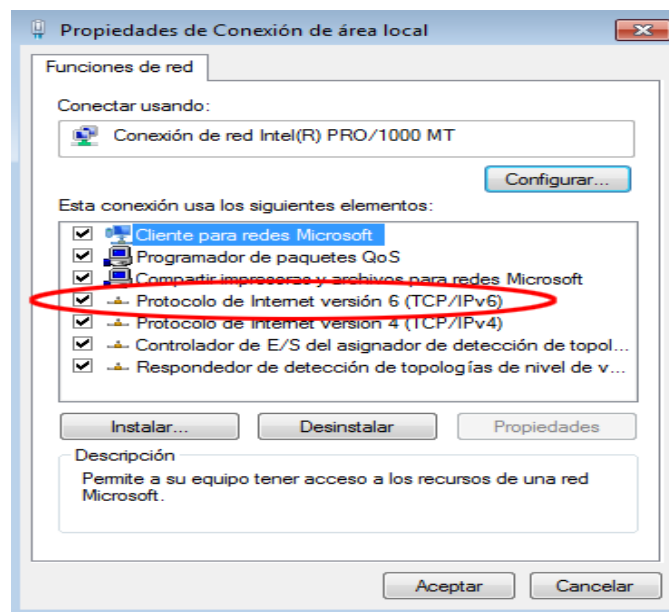 Propiedades de Conexión de área local
Funciones de red
Conectar usando:
Conexión de red Intel(R) PRO/1000 MT
Configurar...
Esta conexión usa los siguientes elementos:
Cliente para redes Microsoft
Programador de paquetes QoS
Compartir impresoras y archivos para redes Microsoft
Protocolo de Internet versión 6 (TCP/IPv6)
Protocolo de Internet versión 4 (TCP/IPv4)
Controlador de E/S del asignador de detección de topol...
Respondedor de detección de topologías de nivel de v...
Instalar... Desinstalar Propiedades
Descripción
Permite a su equipo tener acceso a los recursos de una red
Microsoft.
Aceptar Cancelar